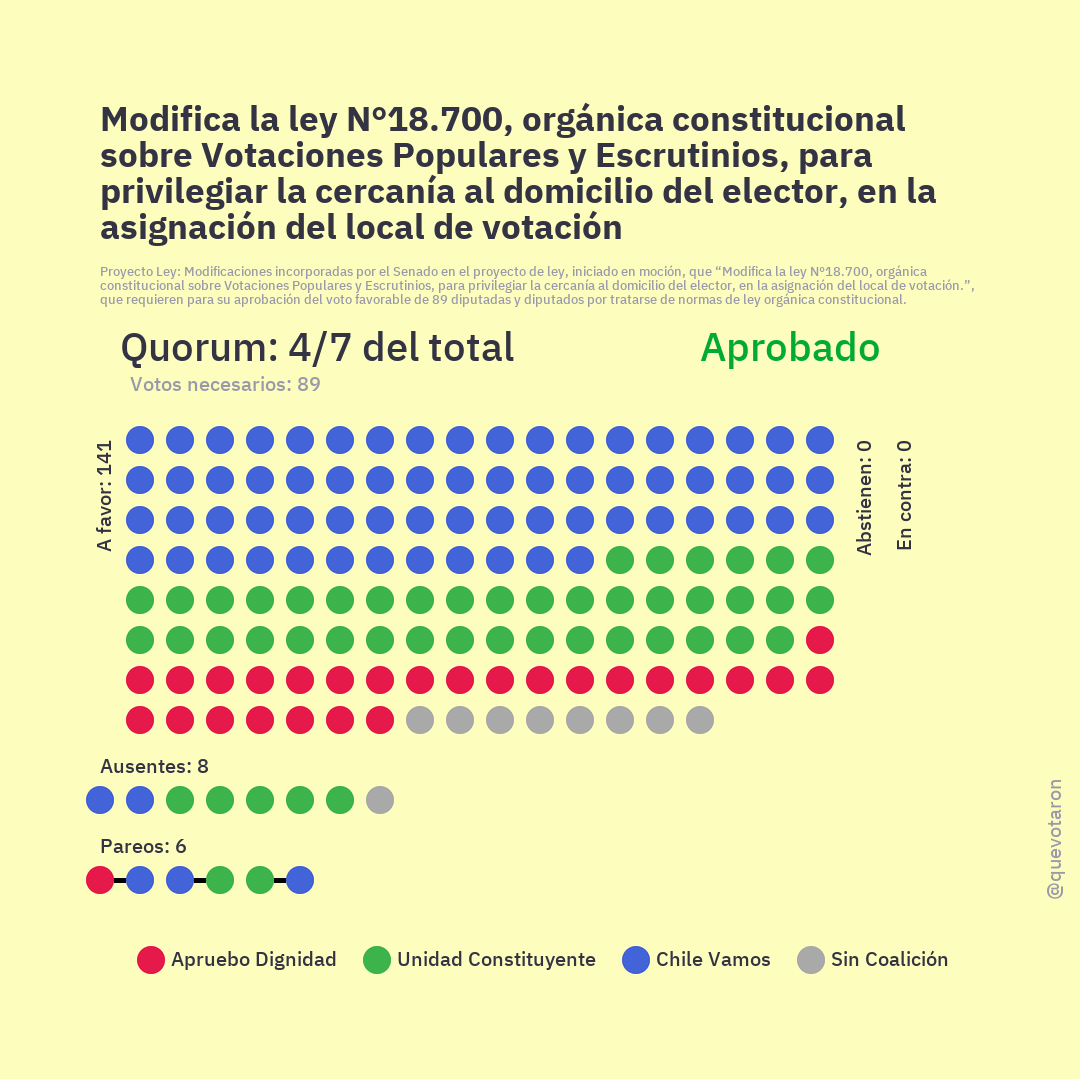 Modifica la ley N°18.700, orgánica constitucional
sobre Votaciones Populares y Escrutinios, para
privilegiar la cercanía al domicilio del elector, en la
asignación del local de votación
Proyecto Ley: Modificaciones incorporadas por el Senado en el proyecto de ley, iniciado en moción, que “Modifica la ley N°18.700, orgánica
constitucional sobre Votaciones Populares y Escrutinios, para privilegiar la cercanía al domicilio del elector, en la asignación del local de votación.”,
que requieren para su aprobación del voto favorable de 89 diputadas y diputados por tratarse de normas de ley orgánica constitucional.
Quorum: 4/7 del total
Aprobado
Votos necesarios: 89
A favor: 141
Abstienen: 0
En contra: 0
Ausentes: 8
Pareos: 6
@quevotaron
Apruebo Dignidad
Unidad Constituyente
Chile Vamos
Sin Coalición